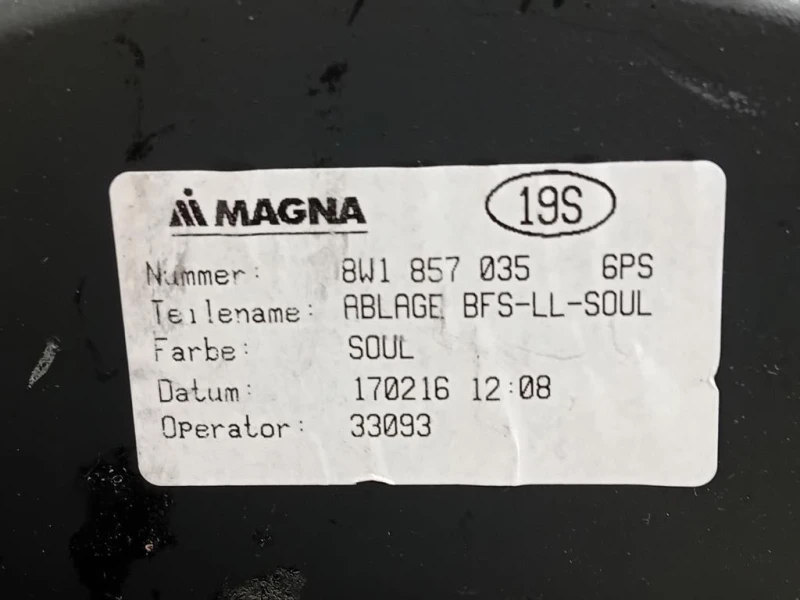 MAGNA 19S
Nummer: 8W1 857 035 6PS
Teilename: ABLAGE BFS-LL-SOUL
Farbe: SOUL
Datum: 170216 12:08
Operator: 33093